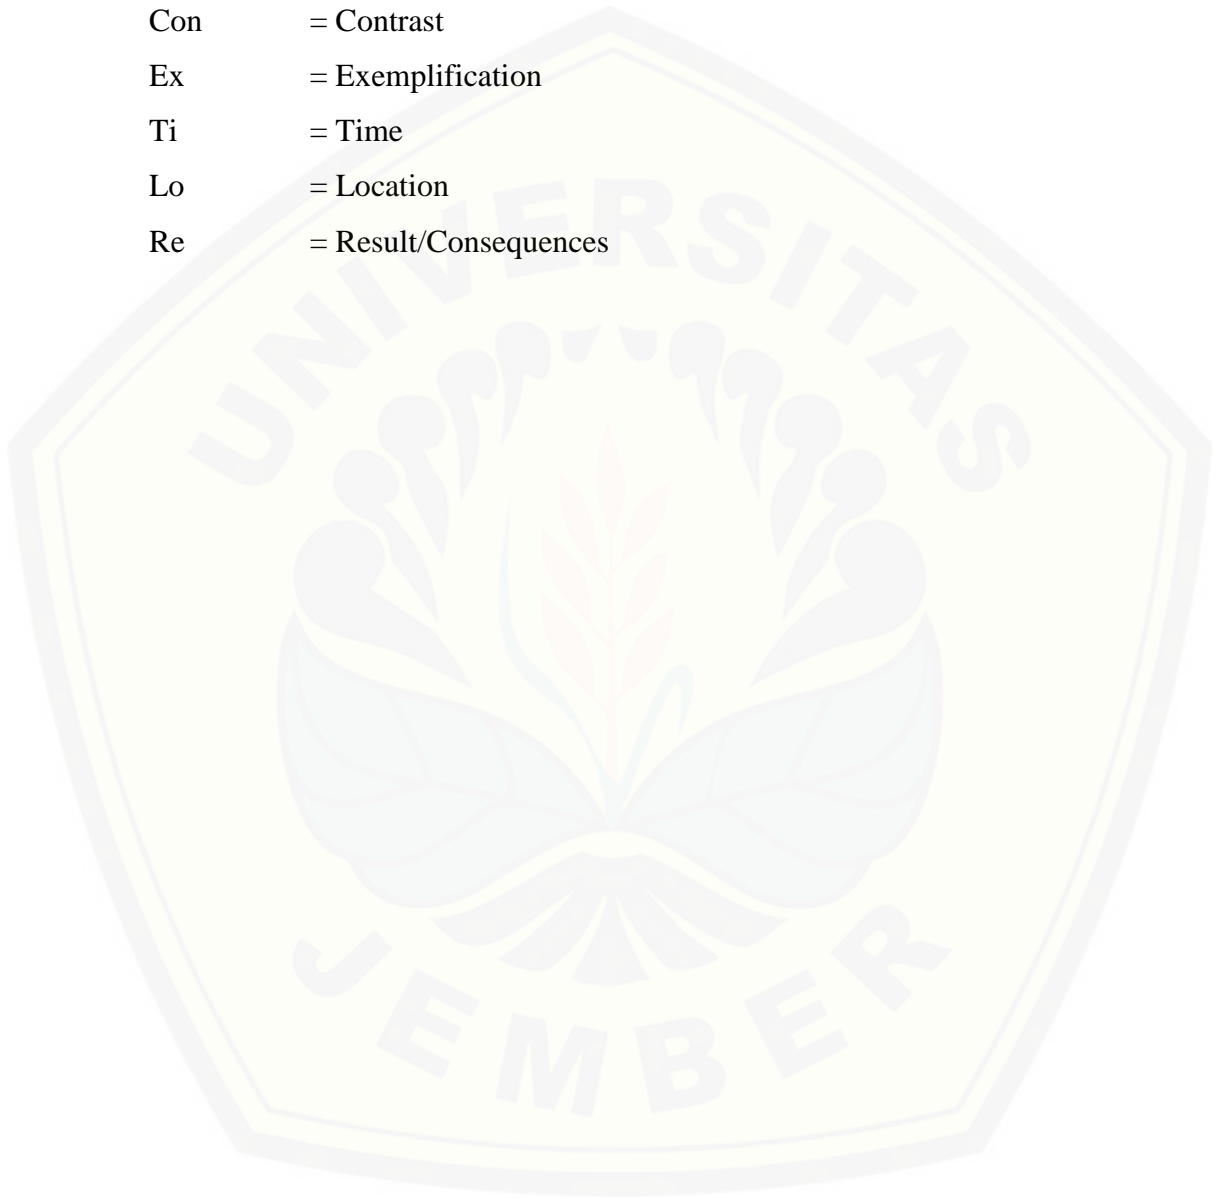 Con = Contrast
Ex = Exemplification
Ti = Time
Lo = Location
Re = Result/Consequences
UNIVERSITAS
JEMBER